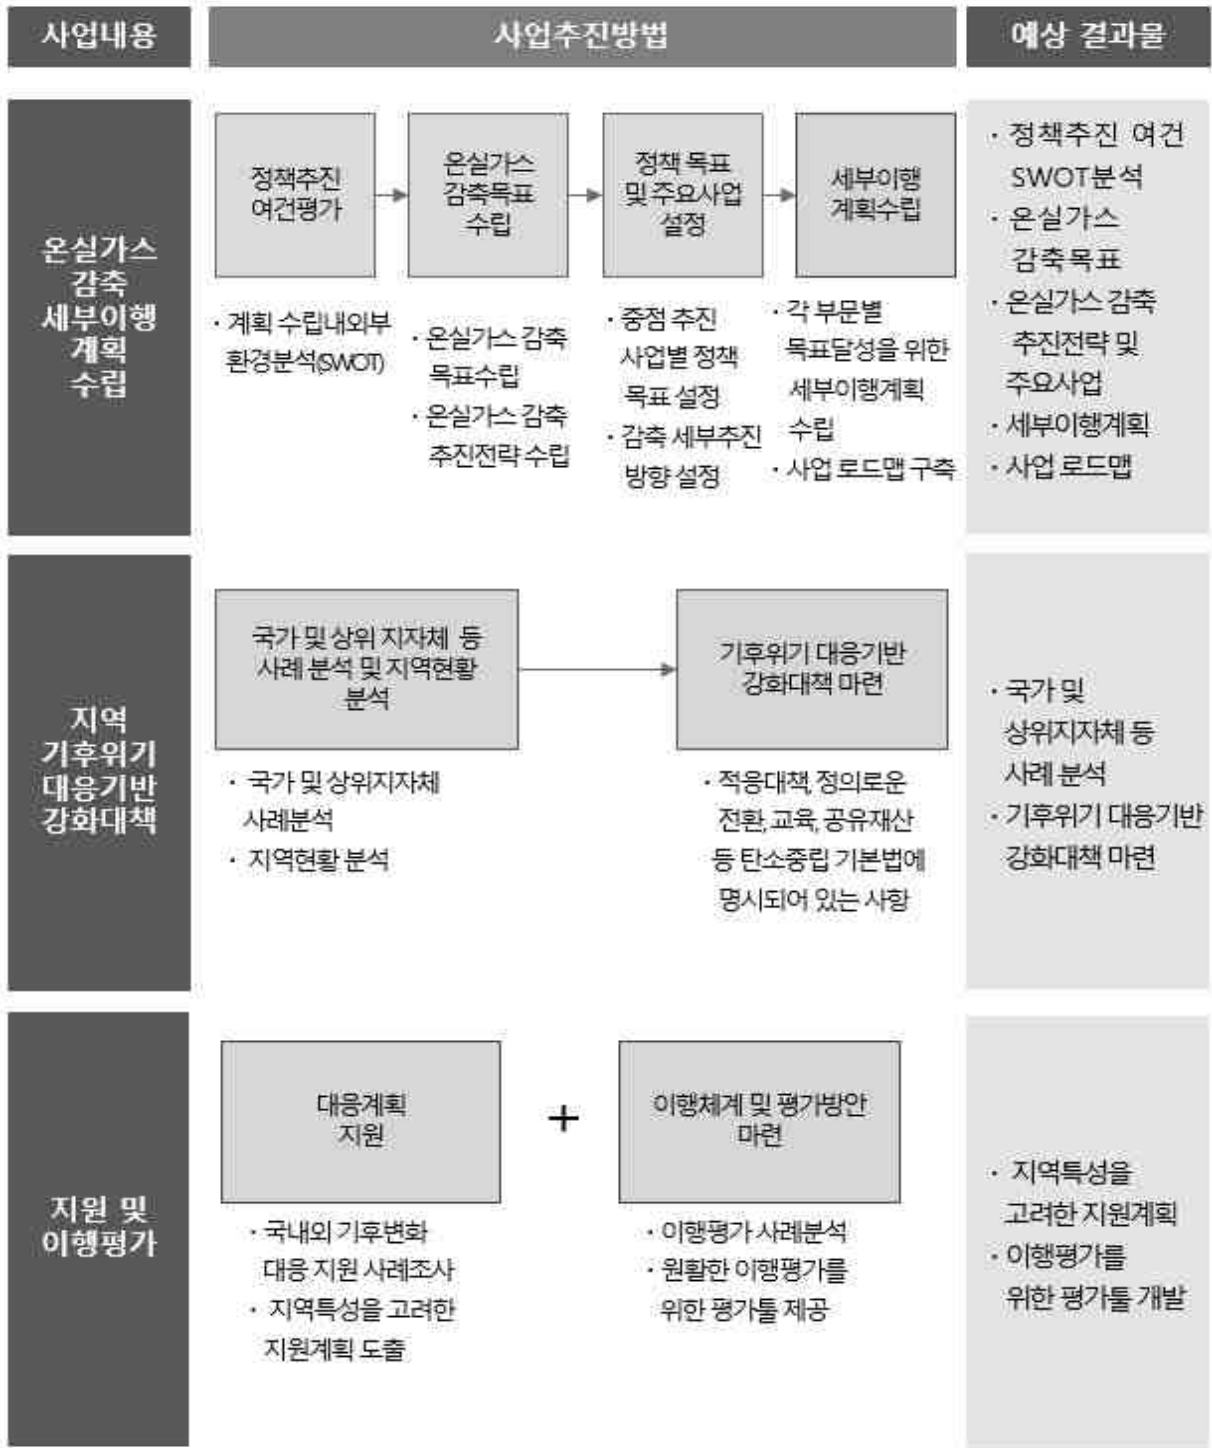 사업내용
사업추진방법
예상 결과물
온실가스
감축
세부이행
계획
수립
정책추진
여건평가
온실가스
감축목표
수립
정책 목표
및 주요사업
설정
세부이행
계획수립
· 계획 수립내외부
환경분석(SWOT)
· 온실가스 감축
목표수립
· 온실가스 감축
추진전략 수립
· 중점 추진
사업별 정책
목표 설정
· 감축 세부추진
방향 설정
· 각 부문별
목표달성을 위한
세부이행계획
수립
· 사업 로드맵 구축
· 정책추진 여건
SWOT분석
· 온실가스
감축목표
· 온실가스 감축
추진전략 및
주요사업
· 세부이행계획
· 사업 로드맵
지역
기후위기
대응기반
강화대책
국가 및 상위 지자체 등
사례 분석 및 지역현황
분석
기후위기 대응기반
강화대책 마련
· 국가 및 상위지자체
사례분석
· 지역현황 분석
· 적응대책, 정의로운
전환, 교육, 공유재산
등 탄소중립 기본법에
명시되어 있는 사항
· 국가 및
상위지자체 등
사례 분석
· 기후위기 대응기반
강화대책 마련
지원 및
이행평가
대응계획
지원
+
이행체계 및 평가방안
마련
· 국내외 기후변화
대응 지원 사례조사
· 지역특성을 고려한
지원계획 도출
· 이행평가 사례분석
· 원활한 이행평가를
위한 평가툴 제공
· 지역특성을
고려한 지원계획
· 이행평가를
위한 평가툴 개발